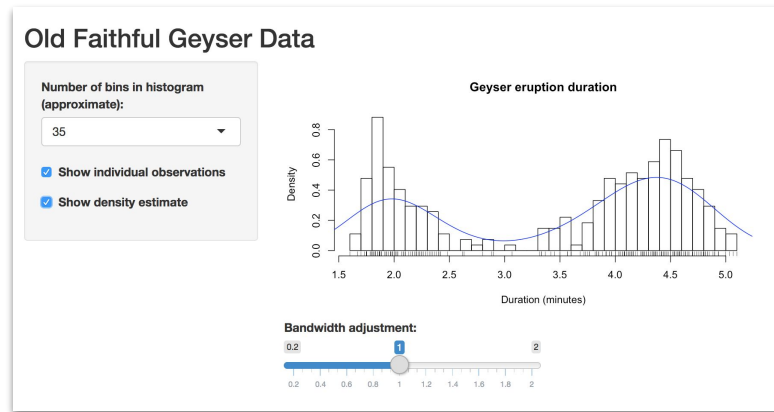 Old Faithful Geyser Data
Number of bins in histogram
(approximate):
35
Show individual observations
Show density estimate
Geyser eruption duration
Density
0.0 0.2 0.4 0.6 0.8
1.5 2.0 2.5 3.0 3.5 4.0 4.5 5.0
Duration (minutes)
Bandwidth adjustment:
0.2 1 2
0.2 0.4 0.6 0.8 1 1.2 1.4 1.6 1.8 2